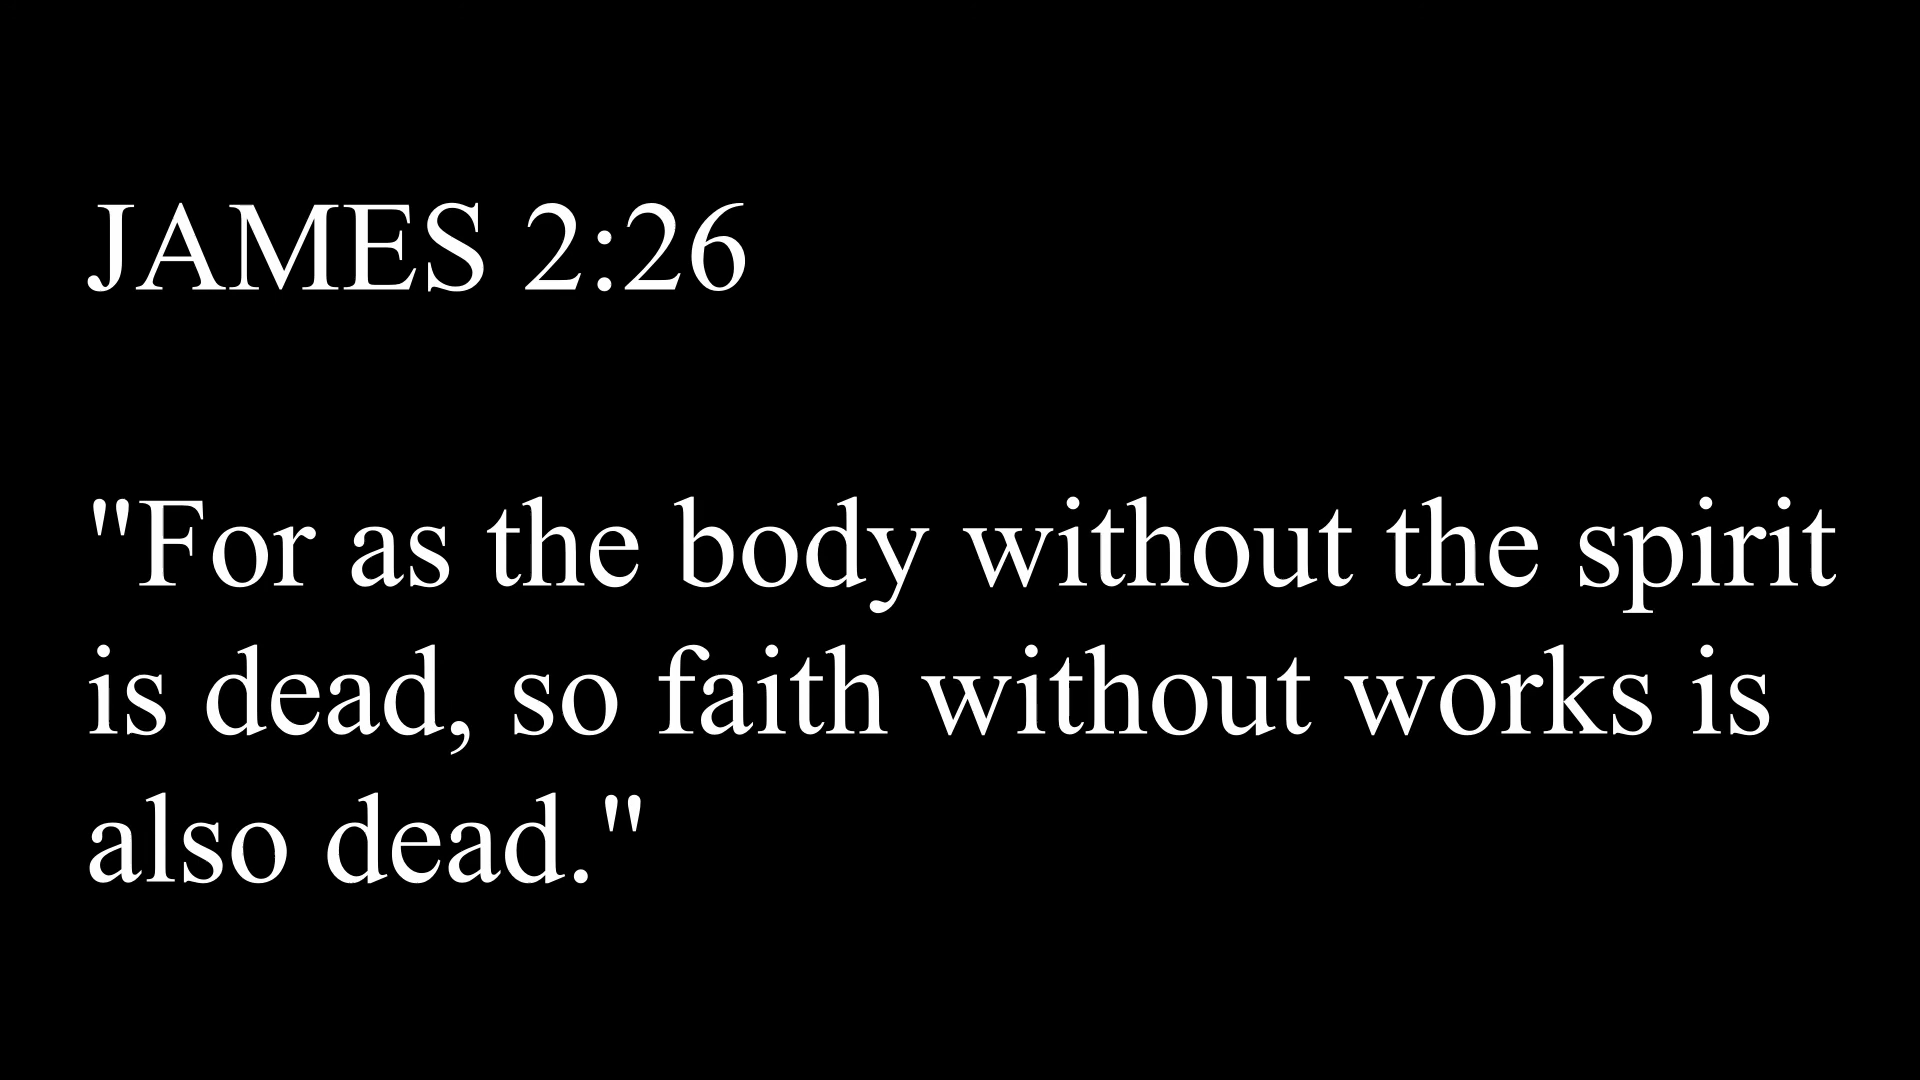 JAMES 2:26
"For as the body without the spirit
is dead, so faith without works is
also dead."